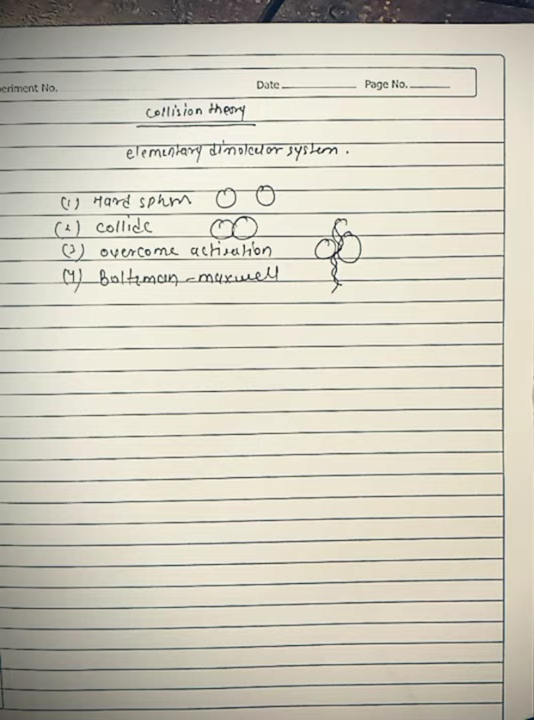 eriment No. Date Page No.
Collision theory
elementary dimolculor system.
(1) Hard sphm
(2) collide
(3) overcome activation
(4) Boltzman - maxwell